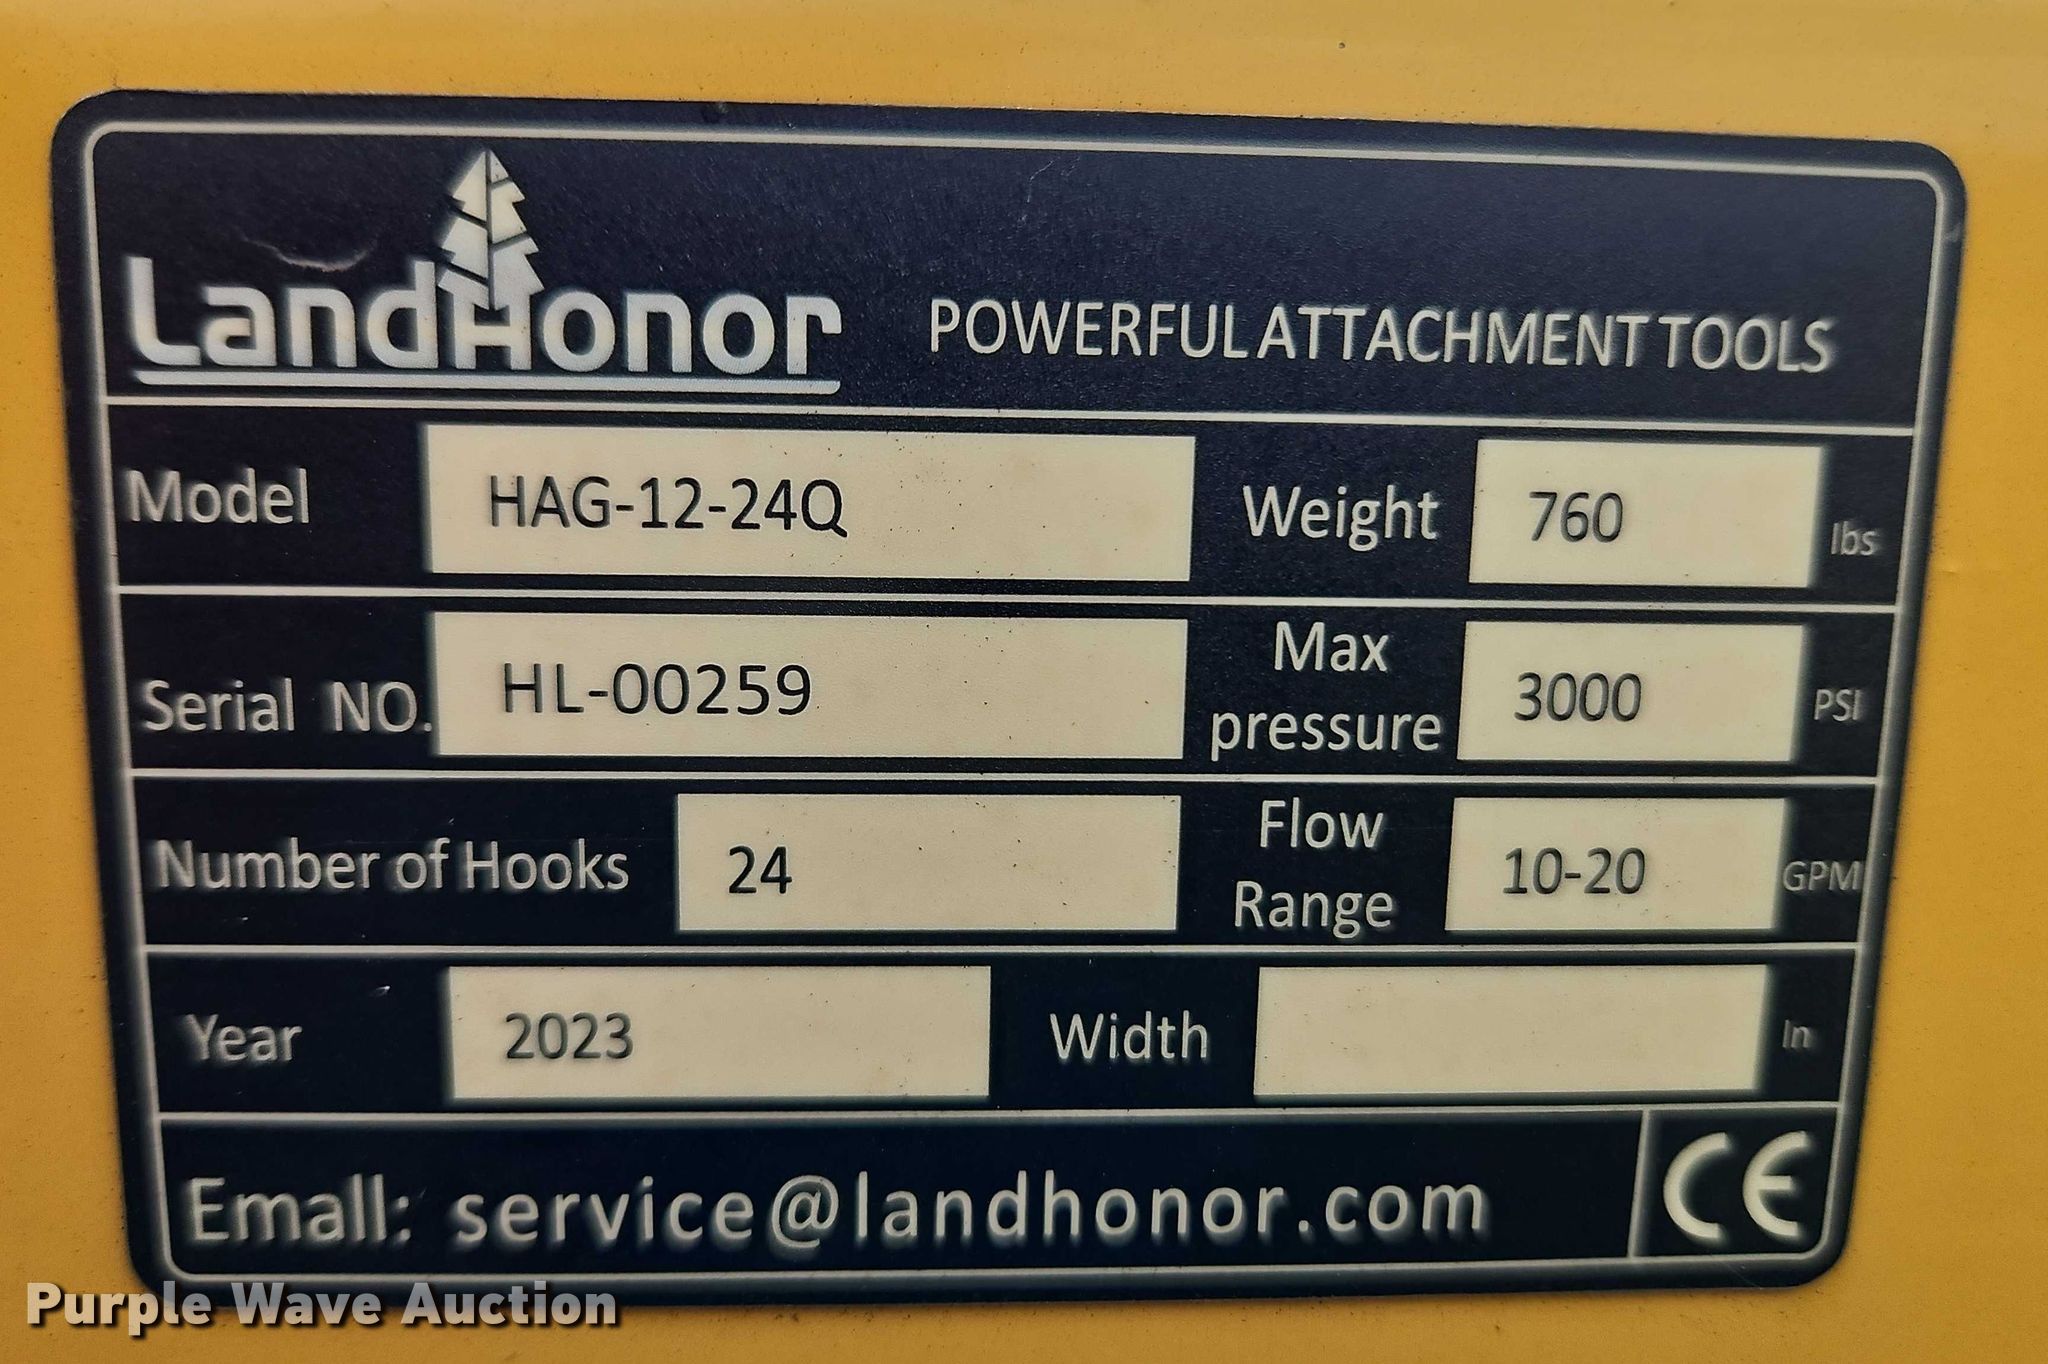 LandHonor POWERFUL ATTACHMENT TOOLS
Model HAG-12-24Q Weight 760 lbs
Serial NO. HL-00259 Max pressure 3000 PSI
Number of Hooks 24 Flow Range 10-20 GPM
Year 2023 Width In
Emall: service@landhonor.com CE
Purple Wave Auction